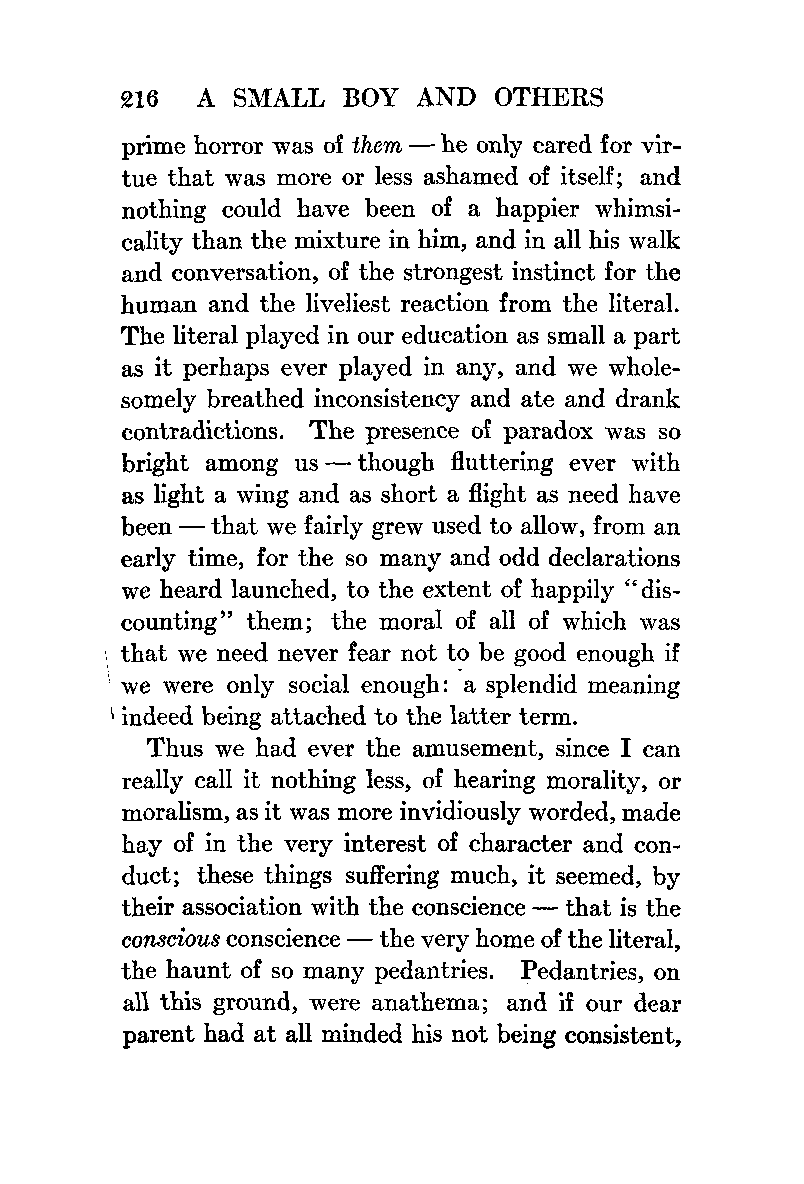 216 A SMALL BOY AND OTHERS
prime horror was of them — he only cared for vir-
tue that was more or less ashamed of itself; and
nothing could have been of a happier whimsi-
cality than the mixture in him, and in all his walk
and conversation, of the strongest instinct for the
human and the liveliest reaction from the literal.
The literal played in our education as small a part
as it perhaps ever played in any, and we whole-
somely breathed inconsistency and ate and drank
contradictions. The presence of paradox was so
bright among us — though fluttering ever with
as light a wing and as short a flight as need have
been — that we fairly grew used to allow, from an
early time, for the so many and odd declarations
we heard launched, to the extent of happily "dis-
counting" them; the moral of all of which was
that we need never fear not to be good enough if
we were only social enough: a splendid meaning
indeed being attached to the latter term.
Thus we had ever the amusement, since I can
really call it nothing less, of hearing morality, or
moralism, as it was more invidiously worded, made
hay of in the very interest of character and con-
duct; these things suffering much, it seemed, by
their association with the conscience — that is the
conscious conscience — the very home of the literal,
the haunt of so many pedantries. Pedantries, on
all this ground, were anathema; and if our dear
parent had at all minded his not being consistent,